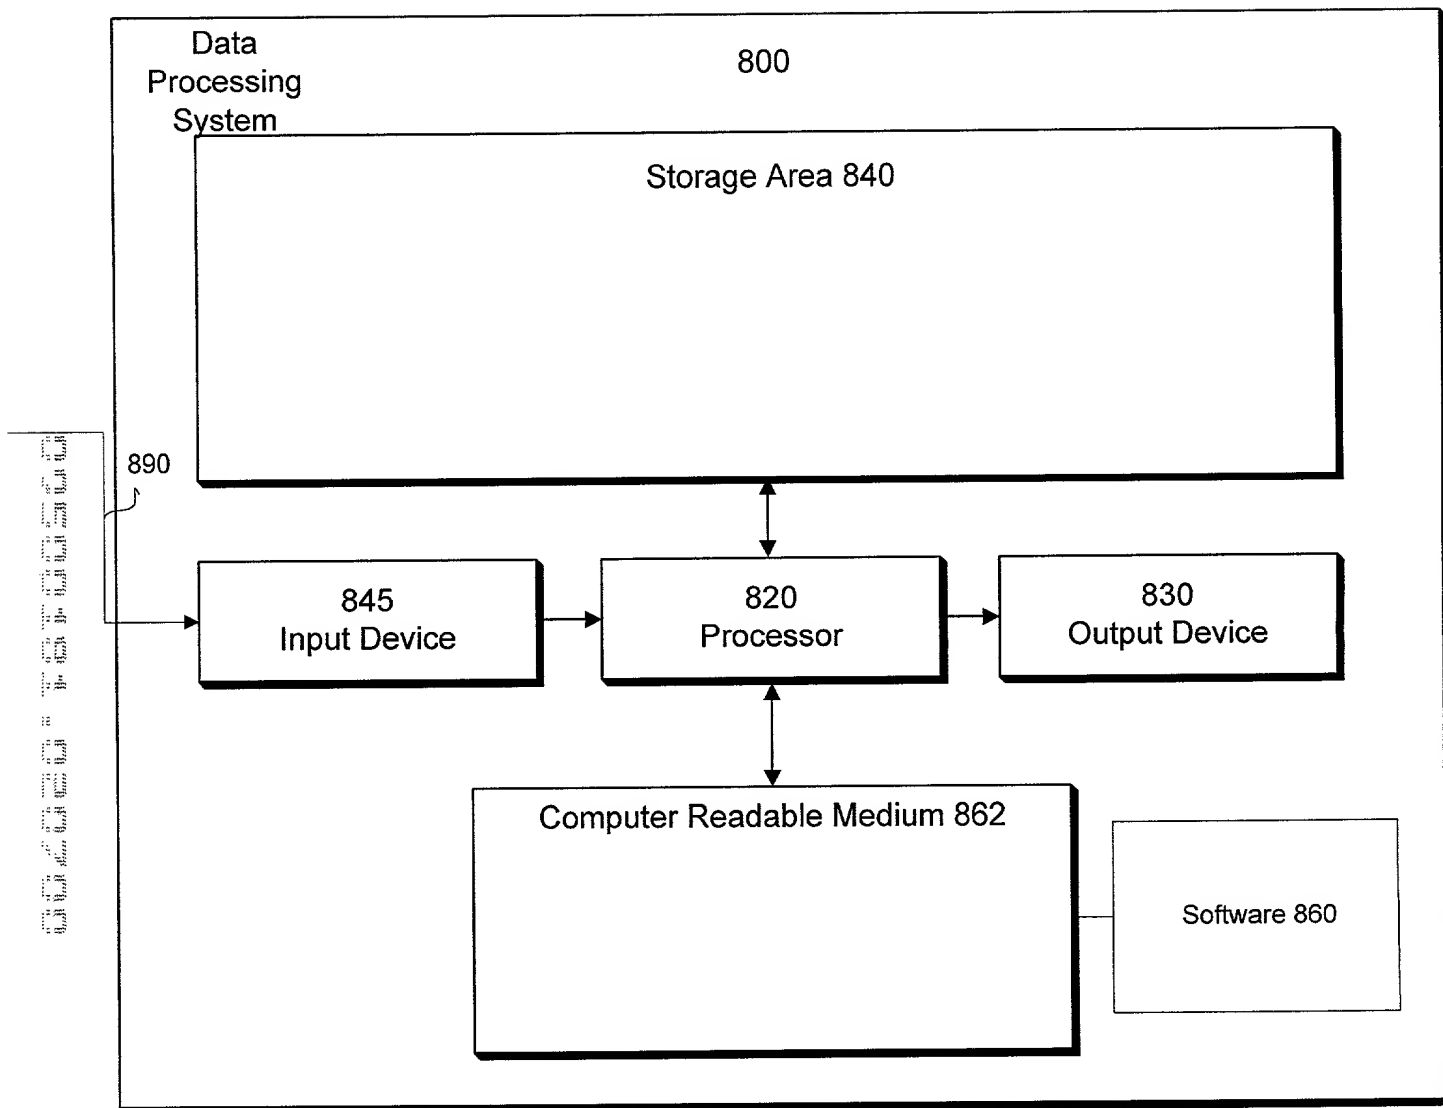 Data
Processing
System
800
Storage Area 840
890
845
Input Device
820
Processor
830
Output Device
Computer Readable Medium 862
Software 860